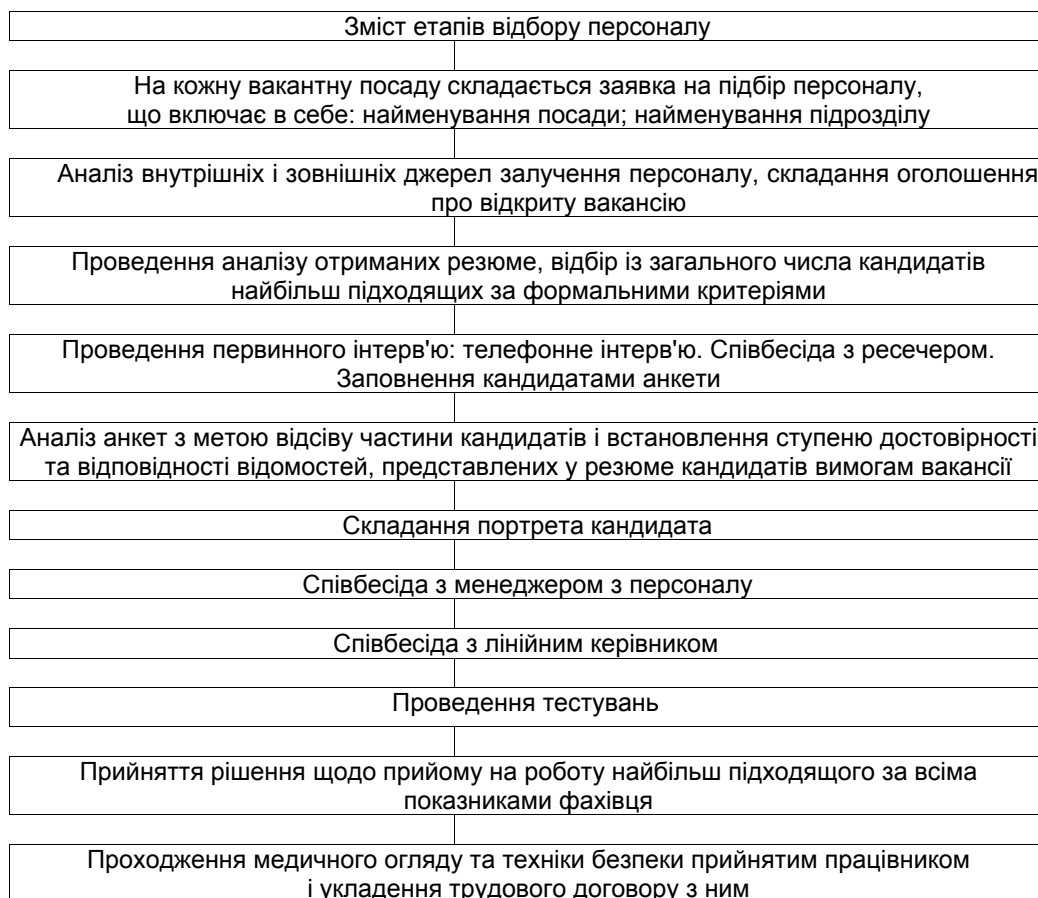 Зміст етапів відбору персоналу
На кожну вакантну посаду складається заявка на підбір персоналу,
що включає в себе: найменування посади; найменування підрозділу
Аналіз внутрішніх і зовнішніх джерел залучення персоналу, складання оголошення
про відкриту вакансію
Проведення аналізу отриманих резюме, відбір із загального числа кандидатів
найбільш підходящих за формальними критеріями
Проведення первинного інтерв'ю: телефонне інтерв'ю. Співбесіда з ресечером.
Заповнення кандидатами анкети
Аналіз анкет з метою відсіву частини кандидатів і встановлення ступеню достовірності
та відповідності відомостей, представлених у резюме кандидатів вимогам вакансії
Складання портрета кандидата
Співбесіда з менеджером з персоналу
Співбесіда з лінійним керівником
Проведення тестувань
Прийняття рішення щодо прийому на роботу найбільш підходящого за всіма
показниками фахівця
Проходження медичного огляду та техніки безпеки прийнятим працівником
і укладення трудового договору з ним